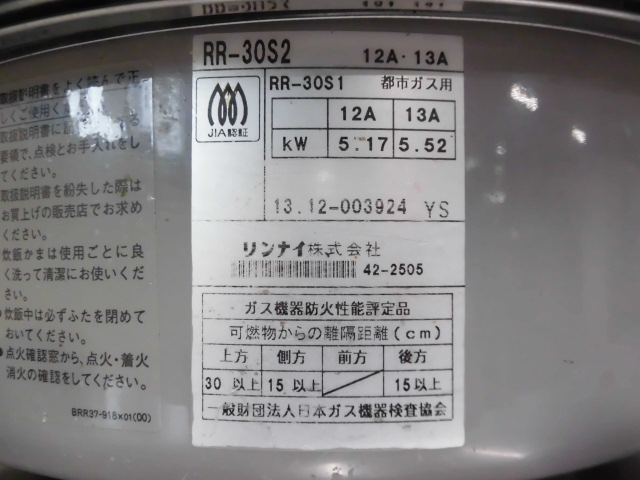 取扱説明書をよく読んで正
しくご使用く
取扱説明書に
要領で、点検とお手入れをし
てください。
取扱説明書を紛失した際は
お買上げの販売店でお求め
ください。
炊飯かまは使用ごとに良
く洗って清潔にお使いくだ
さい。
●炊飯中は必ずふたを閉めて
おいてください。
●点火確認窓から、点火・着火
消火の確認をしてください。
BRR37-918×01(00)
RR-30S2 12A・13A
JIA認証
RR-30S1 都市ガス用
12A 13A
kW 5.17 5.52
13.12-003924 YS
リンナイ株式会社
42-2505
ガス機器防火性能評定品
可燃物からの離隔距離(cm)
上方 側方 前方 後方
30以上 15以上 15以上
一般財団法人日本ガス機器検査協会